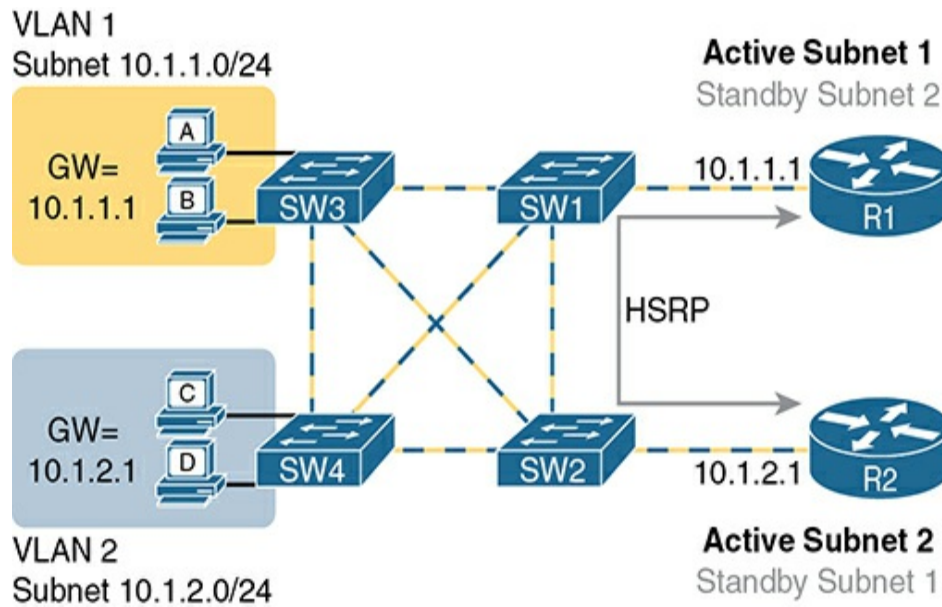 VLAN 1
Subnet 10.1.1.0/24
Active Subnet 1
Standby Subnet 2
GW=
10.1.1.1
A
B
SW3
SW1
10.1.1.1
R1
HSRP
GW=
10.1.2.1
C
D
SW4
SW2
10.1.2.1
R2
VLAN 2
Subnet 10.1.2.0/24
Active Subnet 2
Standby Subnet 1